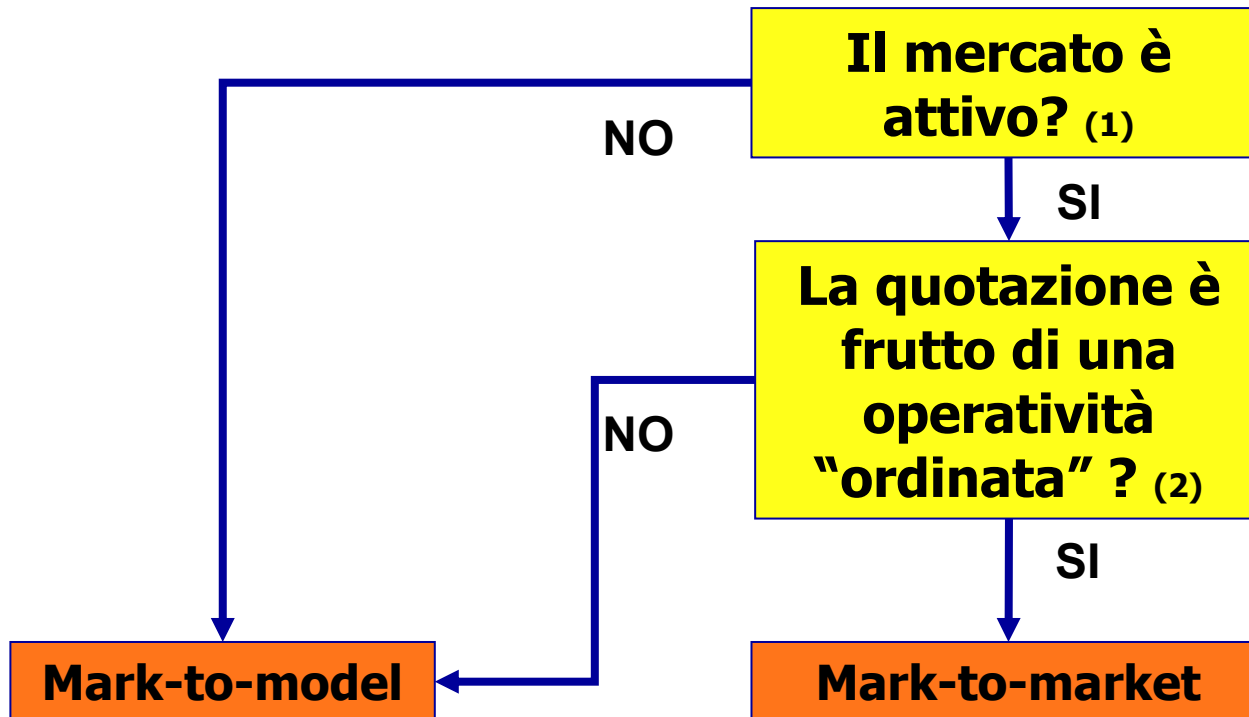 Il mercato è
attivo? (1)
NO
SI
La quotazione è
frutto di una
operatività
“ordinata” ? (2)
NO
SI
Mark-to-model
Mark-to-market